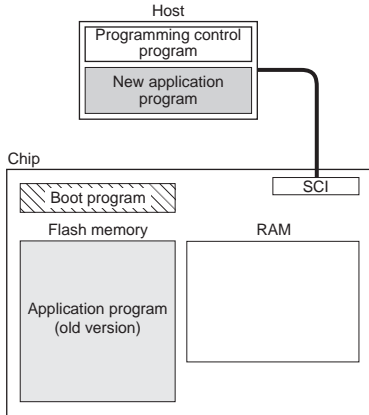 Host
Programming control
program
New application
program
Chip
SCI
Boot program
Flash memory
RAM
Application program
(old version)